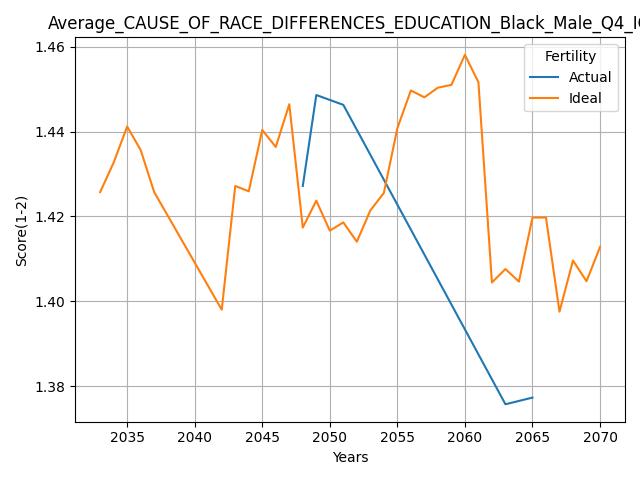 Average_CAUSE_OF_RACE_DIFFERENCES_EDUCATION_Black_Male_Q4_I
Fertility
Actual
Ideal
1.46
1.44
1.42
1.40
1.38
Score(1-2)
2035 2040 2045 2050 2055 2060 2065 2070
Years